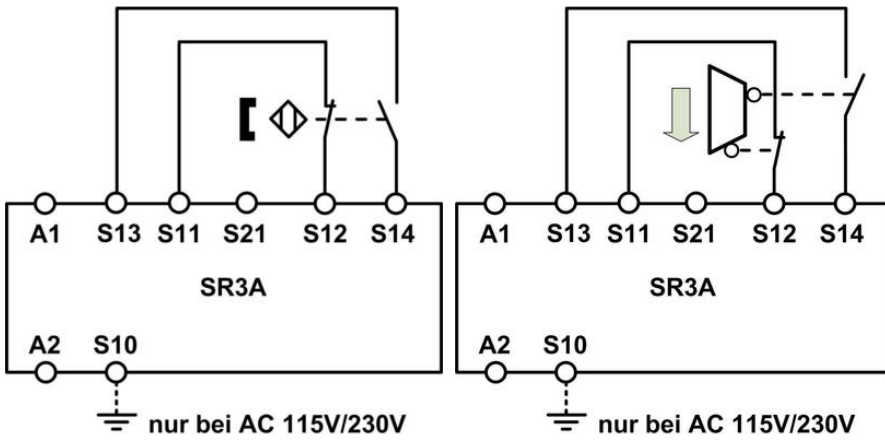 A1 S13 S11 S21 S12 S14
SR3A
A2 S10
nur bei AC 115V/230V
A1 S13 S11 S21 S12 S14
SR3A
A2 S10
nur bei AC 115V/230V